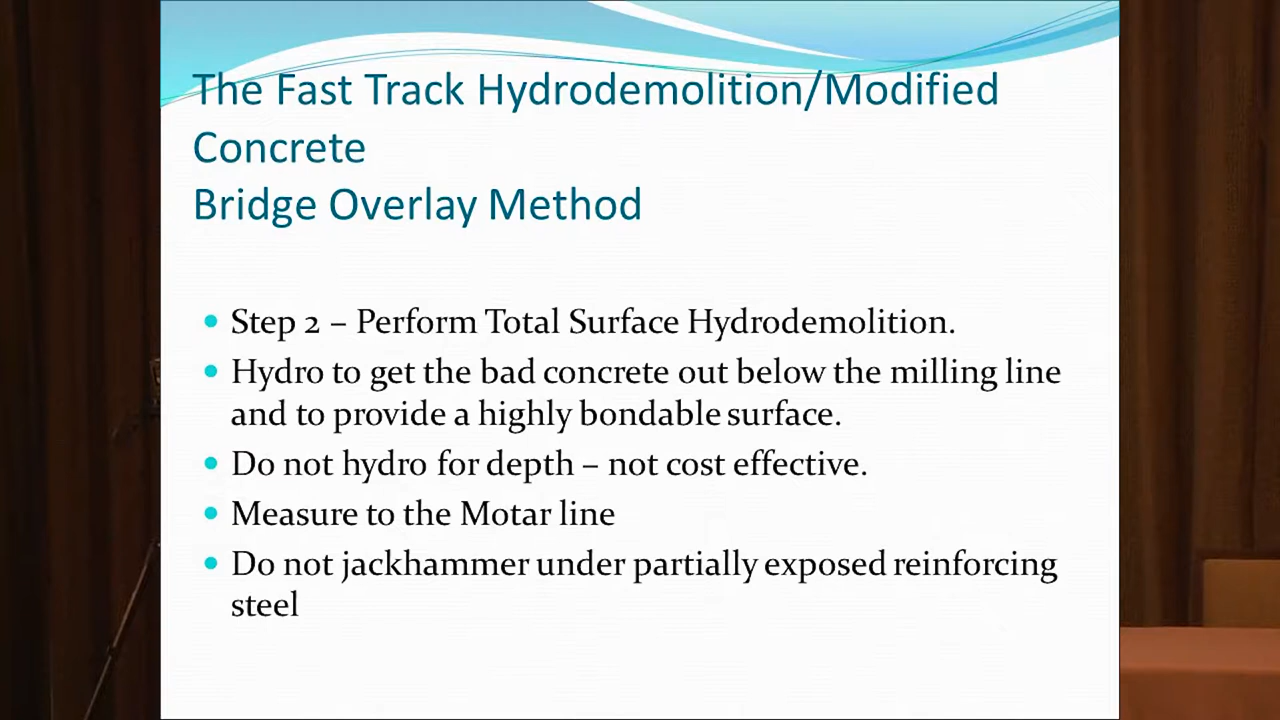 The Fast Track Hydrodemolition/Modified
Concrete
Bridge Overlay Method
• Step 2 – Perform Total Surface Hydrodemolition.
• Hydro to get the bad concrete out below the milling line
and to provide a highly bondable surface.
• Do not hydro for depth – not cost effective.
• Measure to the Motar line
• Do not jackhammer under partially exposed reinforcing
steel